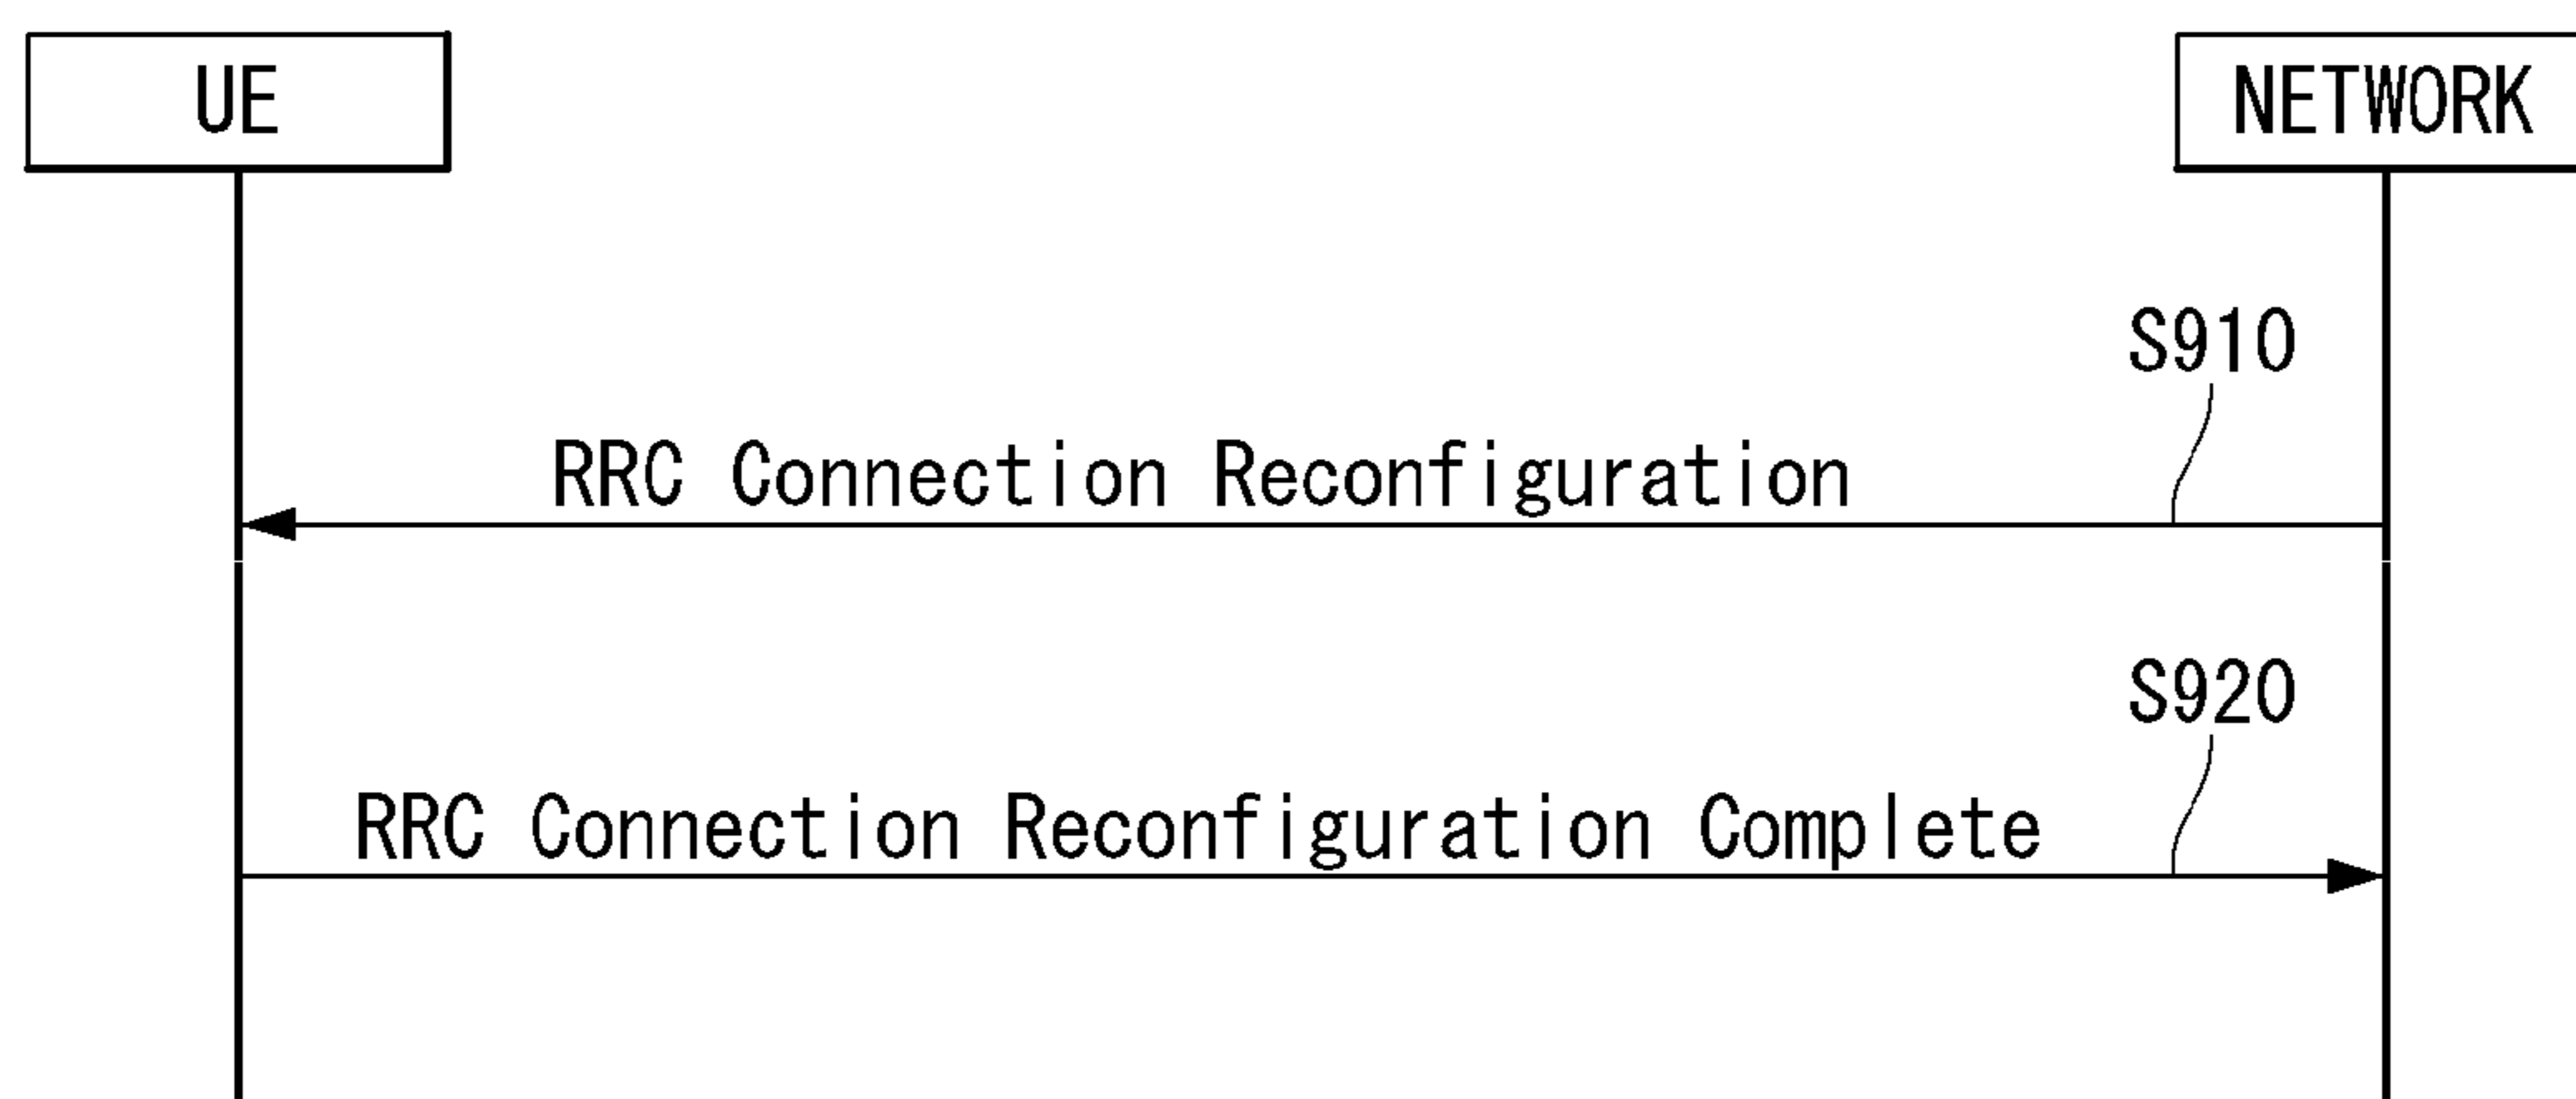 UE
NETWORK
S910
RRC Connection Reconfiguration
S920
RRC Connection Reconfiguration Complete